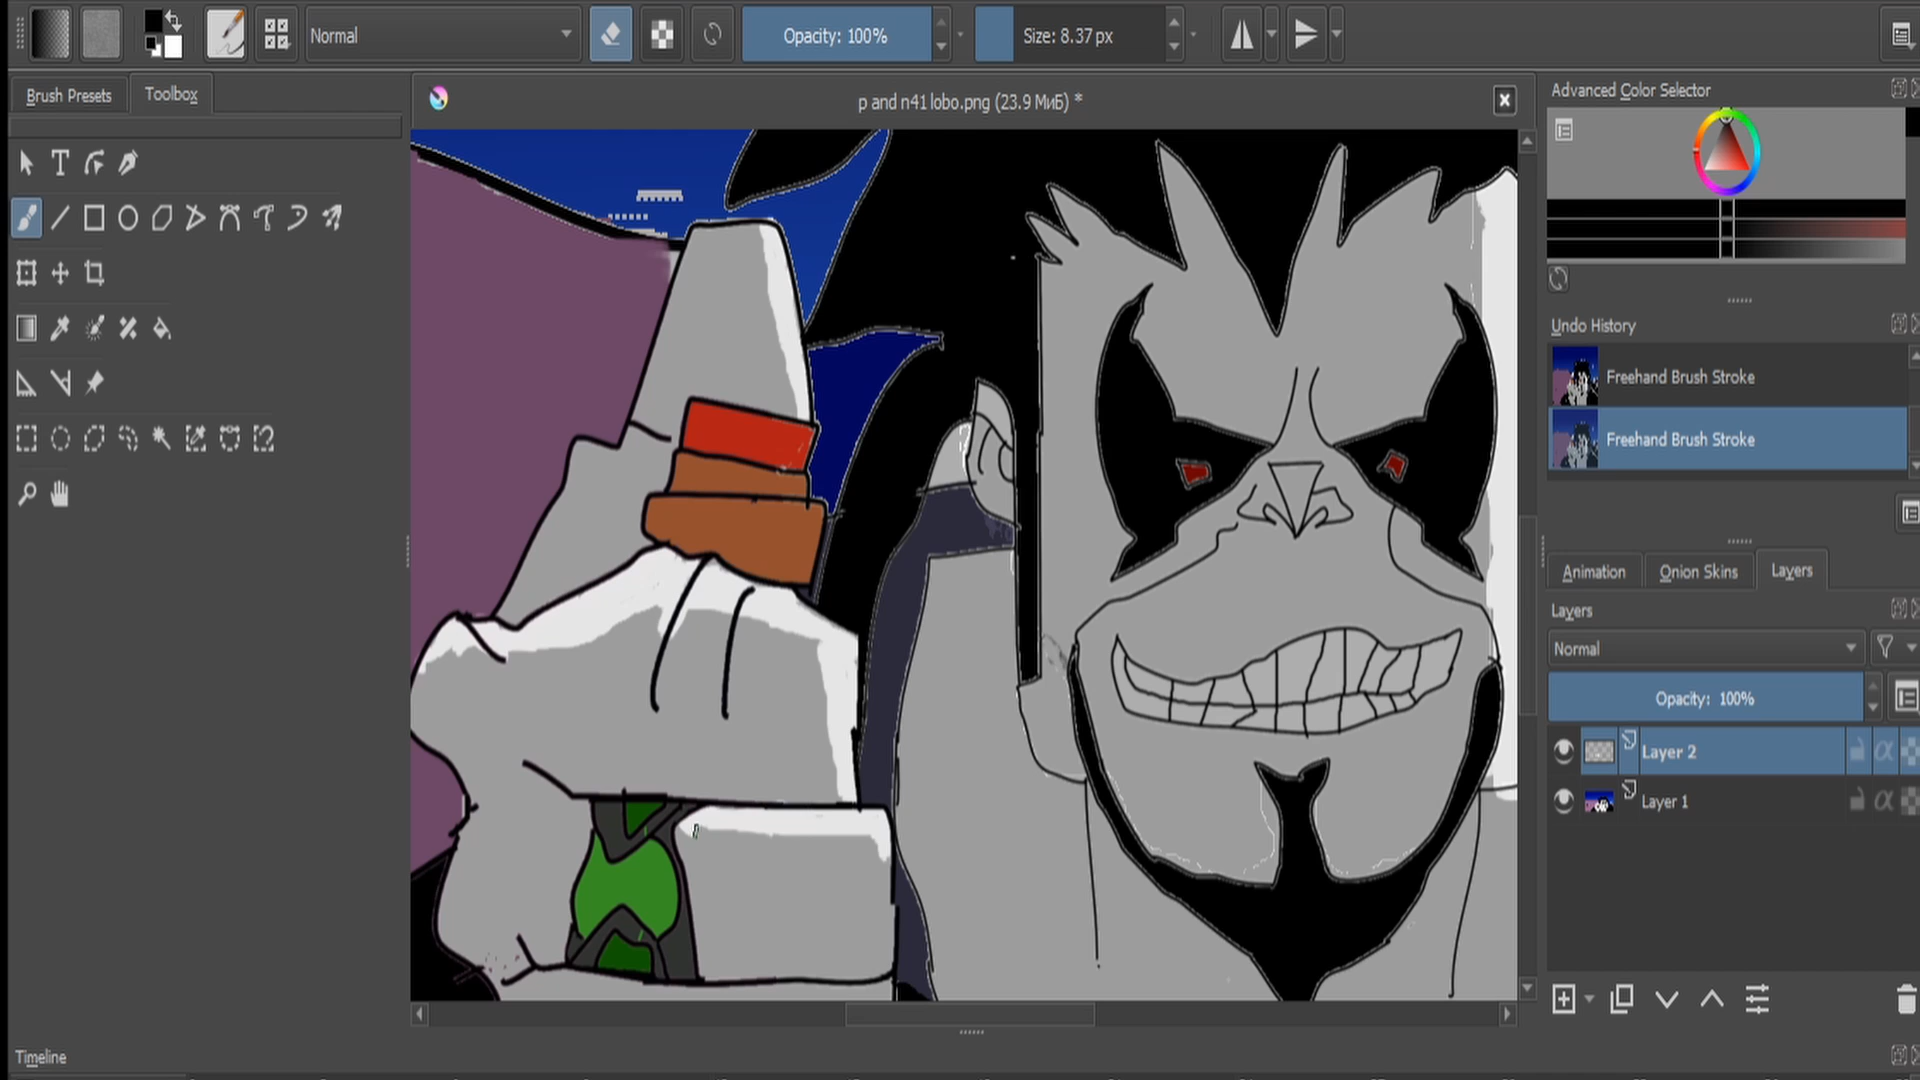 Normal
Opacity: 100%
Size: 8.37 px
Brush Presets
Toolbox
p and n41 lobo.png (23.9 МиБ) *
Advanced Color Selector
Undo History
Freehand Brush Stroke
Freehand Brush Stroke
Animation
Onion Skins
Layers
Layers
Normal
Opacity: 100%
Layer 2
Layer 1
Timeline